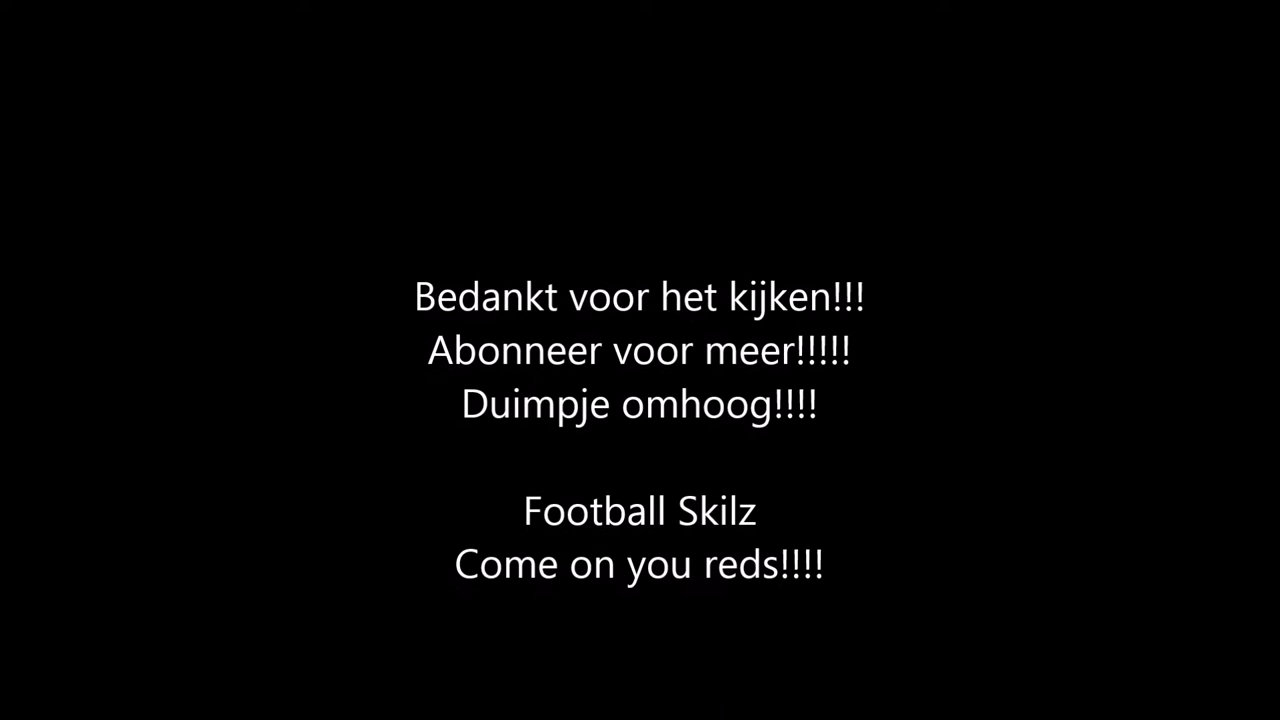 Bedankt voor het kijken!!!
Abonneer voor meer!!!!!
Duimpje omhoog!!!!
Football Skilz
Come on you reds!!!!